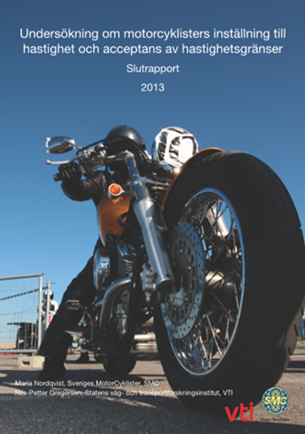 Undersökning om motorcyklisters inställning till
hastighet och acceptans av hastighetsgränser
Slutrapport
2013
Maria Nordqvist, Sveriges MotorCyklister, SMC
Nils-Petter Gregersen, Statens väg- och transportforskningsinstitut, VTI
vti
SMC